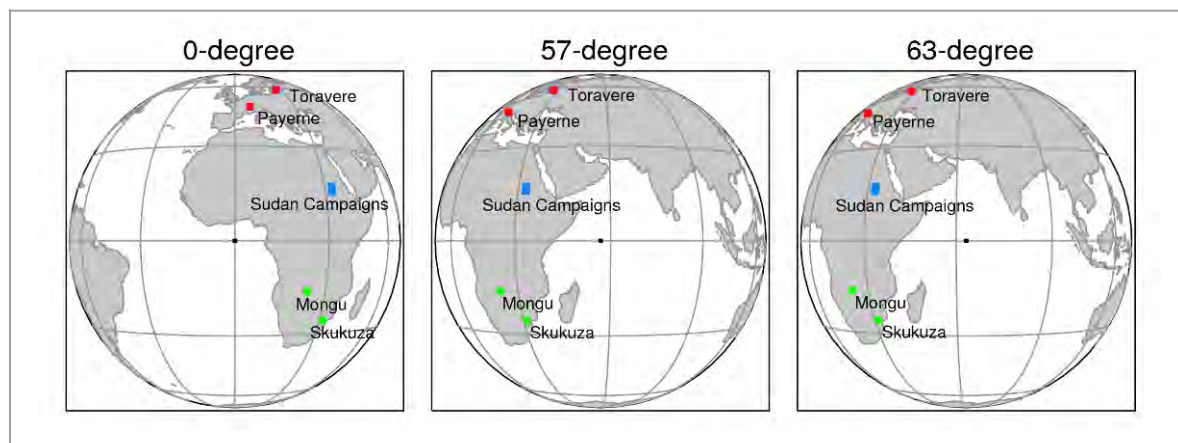 0-degree
Toravere
Payerne
Sudan Campaigns
Mongu
Skukuza
57-degree
Toravere
Payerne
Sudan Campaigns
Mongu
Skukuza
63-degree
Toravere
Payerne
Sudan Campaigns
Mongu
Skukuza